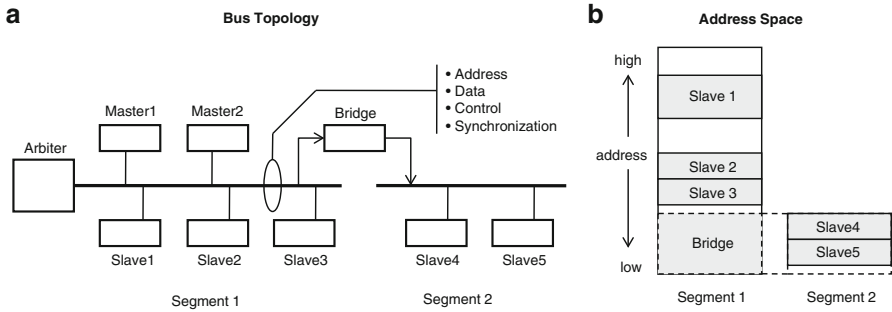 a
Bus Topology
• Address
• Data
• Control
• Synchronization
Master1
Master2
Bridge
Arbiter
Slave1
Slave2
Slave3
Slave4
Slave5
Segment 1
Segment 2
b
Address Space
high
address
low
Slave 1
Slave 2
Slave 3
Bridge
Slave4
Slave5
Segment 1
Segment 2